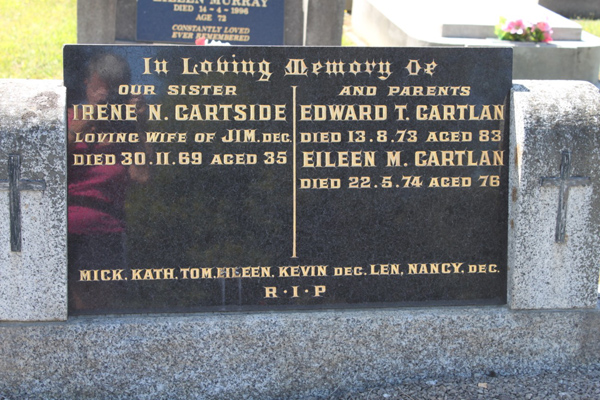 EILEEN MURRAY
DIED 14-4-1996
AGE 72
CONSTANTLY LOVED
EVER REMEMBERED
In Loving Memory Of
OUR SISTER
IRENE N. GARTSIDE
LOVING WIFE OF JIM. DEC.
DIED 30.11.69 AGED 35
AND PARENTS
EDWARD T. CARTLAN
DIED 13.8.73 AGED 83
EILEEN M. CARTLAN
DIED 22.5.74 AGED 76
MICK. KATH. TOM. EILEEN. KEVIN DEC. LEN, NANCY. DEC.
R·I·P